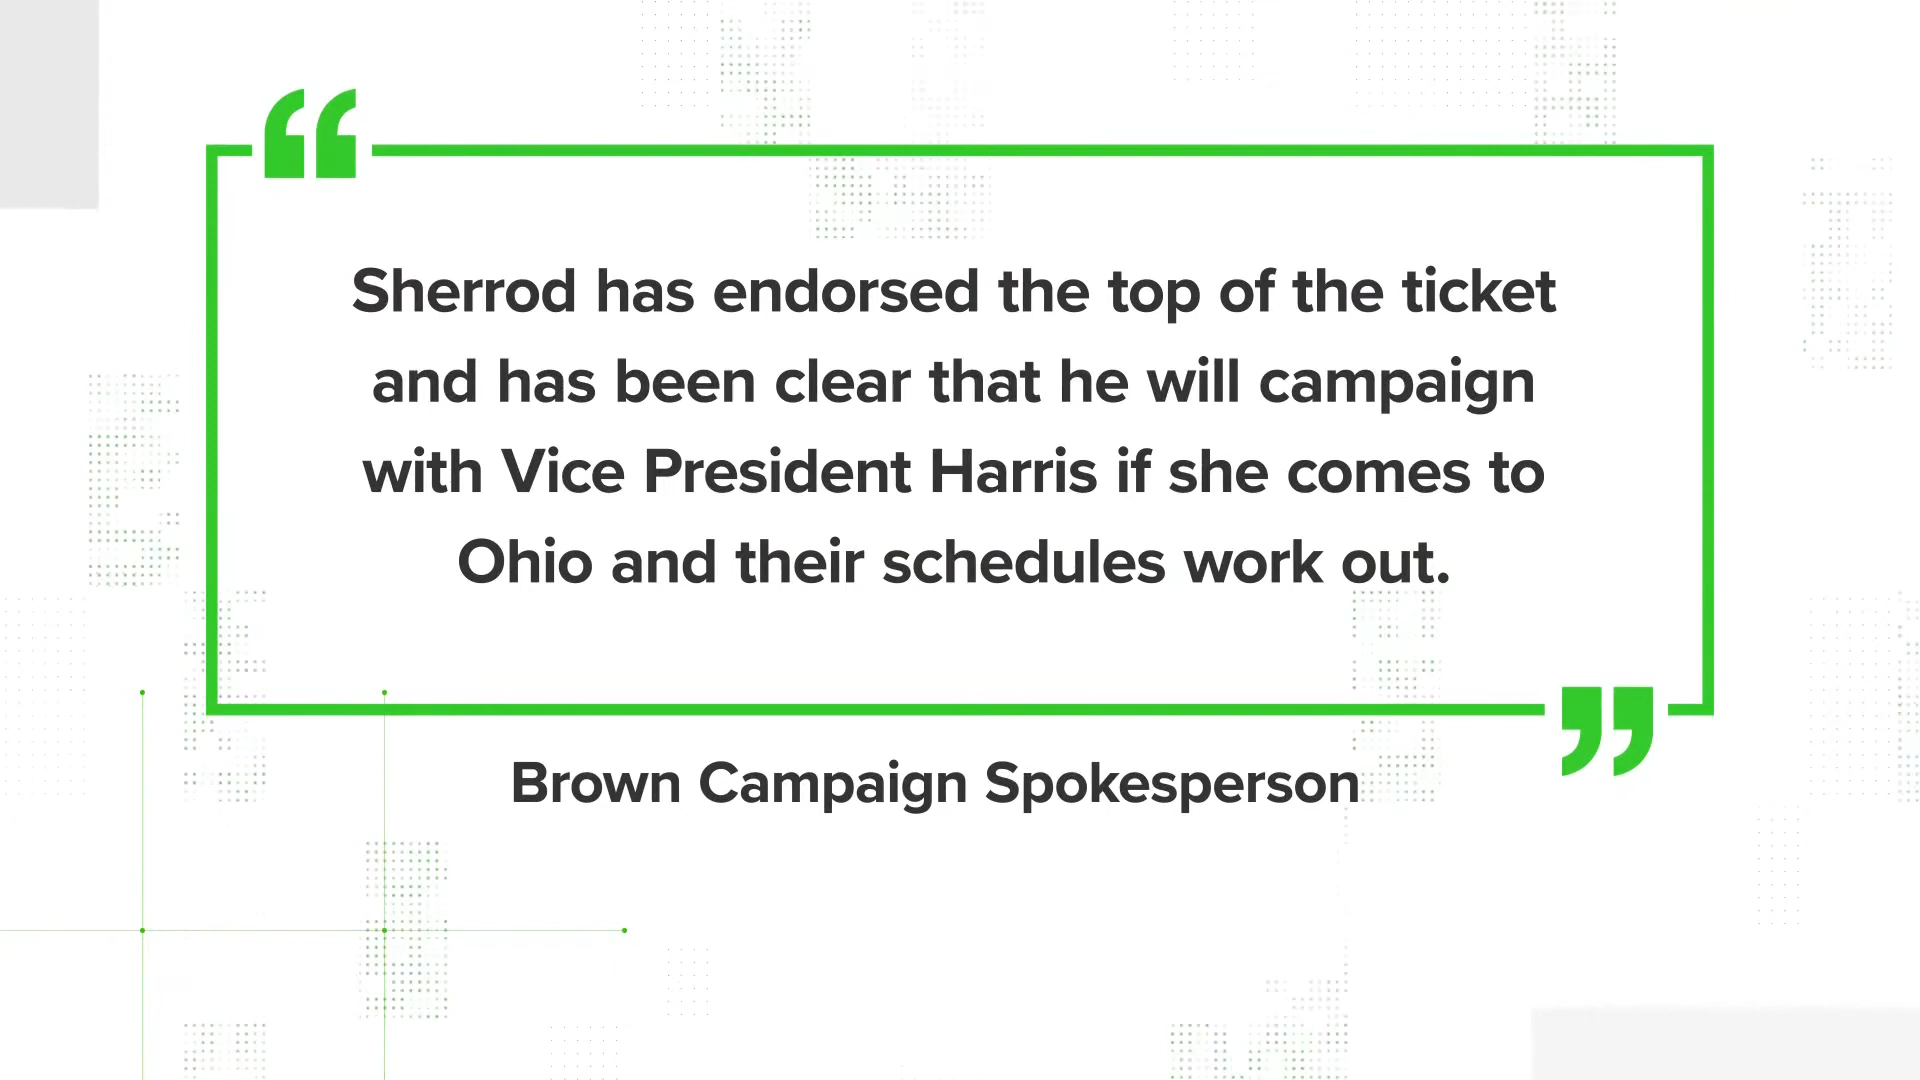 “
Sherrod has endorsed the top of the ticket
and has been clear that he will campaign
with Vice President Harris if she comes to
Ohio and their schedules work out.
”
Brown Campaign Spokesperson